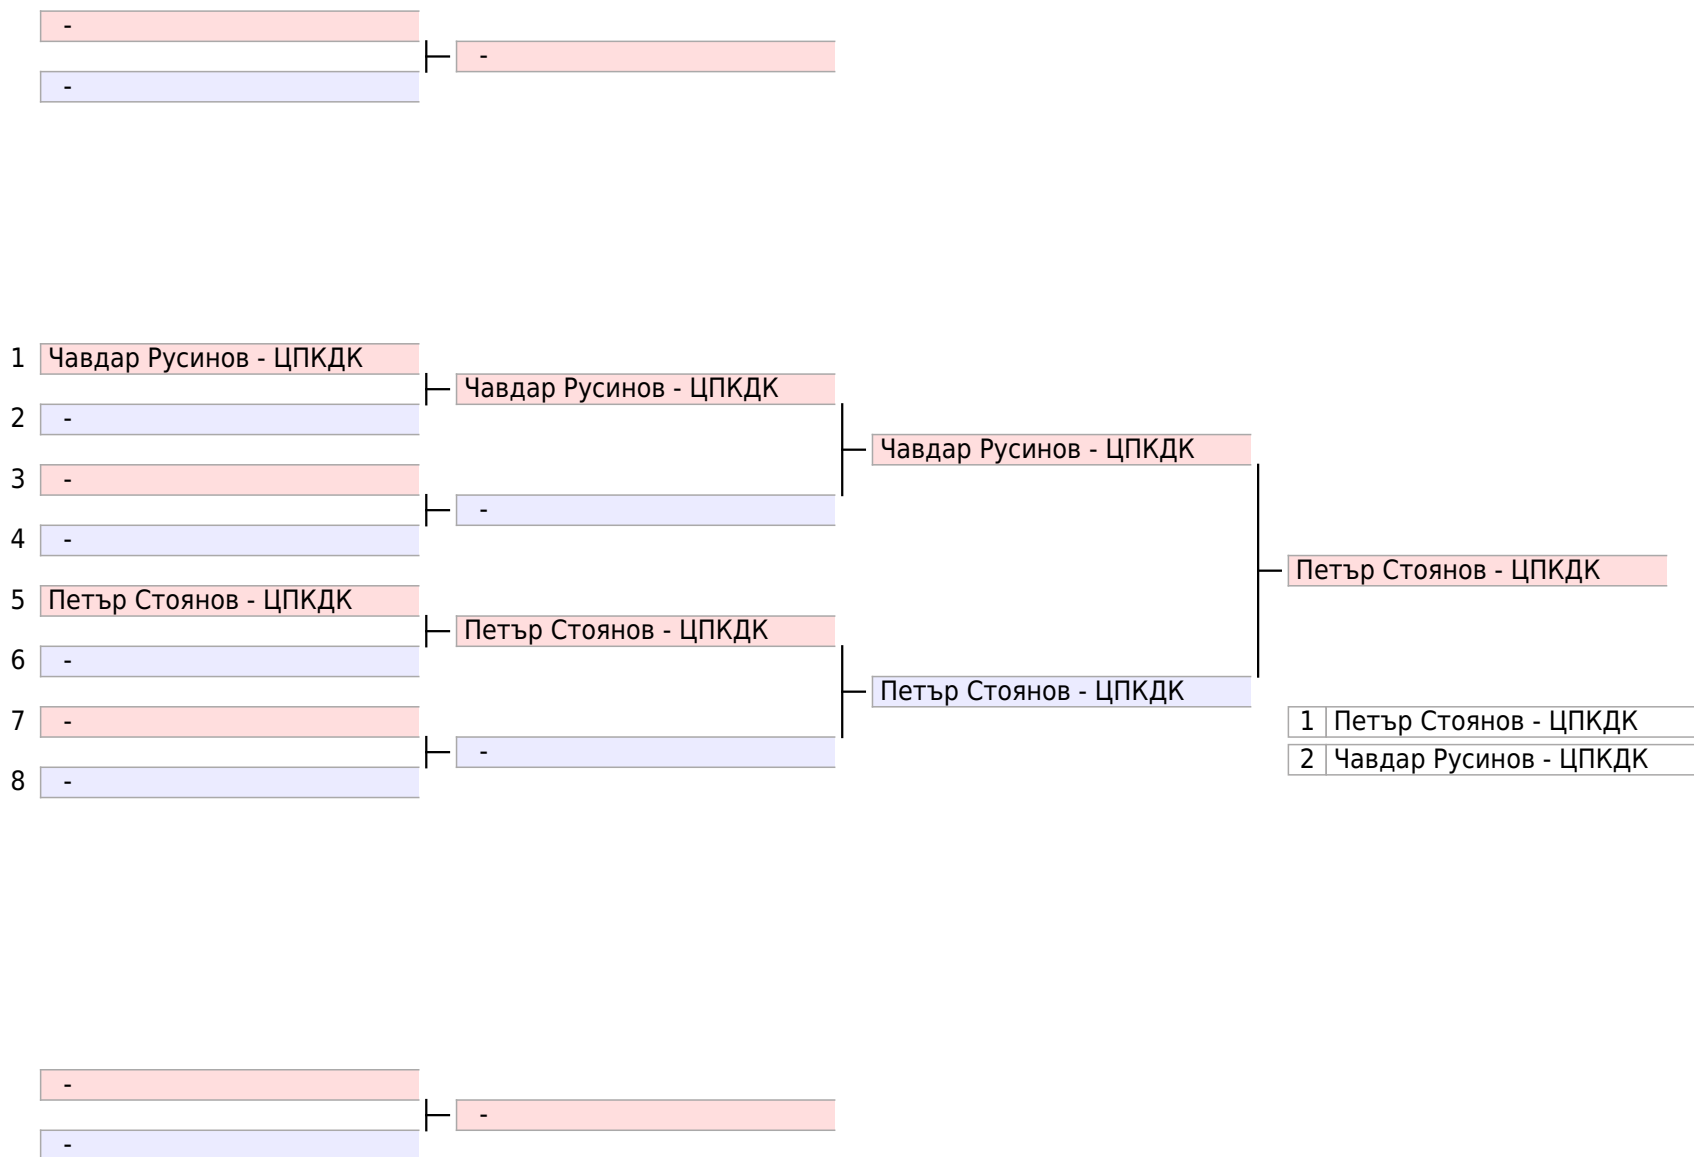 -
-
-
1 Чавдар Русинов - ЦПКДК
Чавдар Русинов - ЦПКДК
2 -
Чавдар Русинов - ЦПКДК
3 -
-
4 -
Петър Стоянов - ЦПКДК
5 Петър Стоянов - ЦПКДК
Петър Стоянов - ЦПКДК
6 -
Петър Стоянов - ЦПКДК
7 -
1 Петър Стоянов - ЦПКДК
-
2 Чавдар Русинов - ЦПКДК
8 -
-
-
-